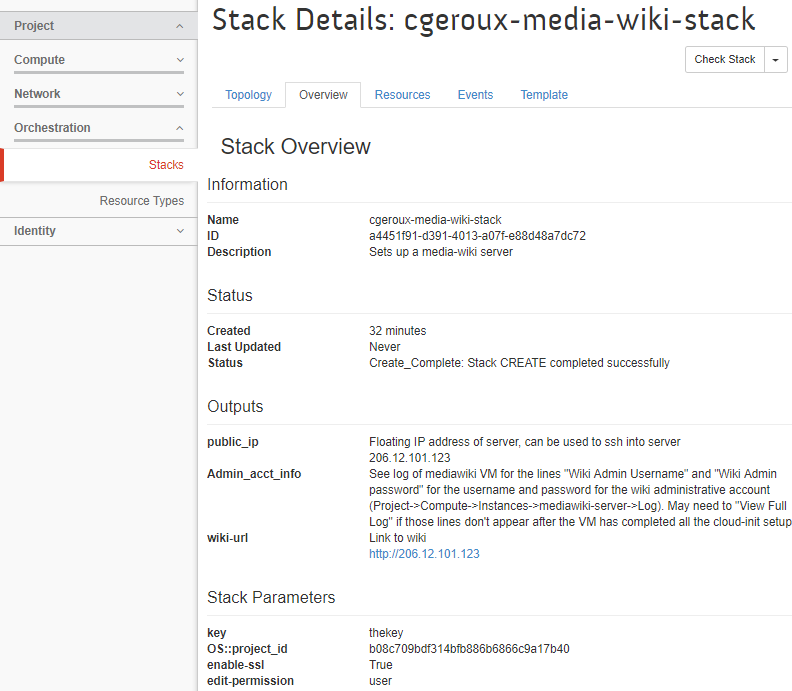 Project
Compute
Network
Orchestration
Stacks
Resource Types
Identity
Stack Details: cgeroux-media-wiki-stack
Check Stack
Topology Overview Resources Events Template
Stack Overview
Information
Name cgeroux-media-wiki-stack
ID a4451f91-d391-4013-a07f-e88d48a7dc72
Description Sets up a media-wiki server
Status
Created 32 minutes
Last Updated Never
Status Create_Complete: Stack CREATE completed successfully
Outputs
public_ip Floating IP address of server, can be used to ssh into server
206.12.101.123
Admin_acct_info See log of mediawiki VM for the lines "Wiki Admin Username" and "Wiki Admin
password" for the username and password for the wiki administrative account
(Project->Compute->Instances->mediawiki-server->Log). May need to "View Full
Log" if those lines don't appear after the VM has completed all the cloud-init setup
wiki-url Link to wiki
http://206.12.101.123
Stack Parameters
key thekey
OS::project_id b08c709bdf314bfb886b6866c9a17b40
enable-ssl True
edit-permission user